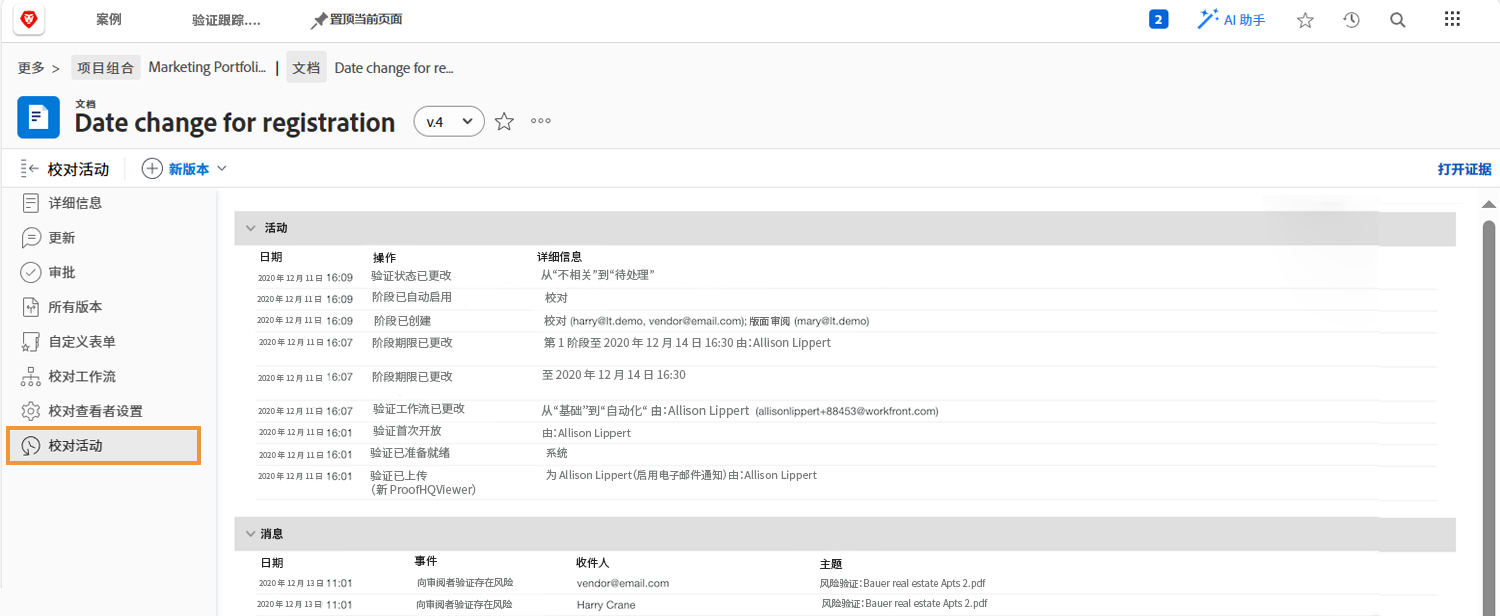 案例 验证跟踪.... 置顶当前页面 2 AI 助手
更多 > 项目组合 Marketing Portfoli... | 文档 Date change for re...
文档
Date change for registration v.4
校对活动 新版本 打开证据
详细信息
更新
审批
所有版本
自定义表单
校对工作流
校对查看者设置
校对活动
活动
日期 操作 详细信息
2020 年 12 月 11 日 16:09 验证状态已更改 从“不相关”到“待处理”
2020 年 12 月 11 日 16:09 阶段已自动启用 校对
2020 年 12 月 11 日 16:09 阶段已创建 校对 (harry@lt.demo, vendor@email.com); 版面审阅 (mary@lt.demo)
2020 年 12 月 11 日 16:07 阶段期限已更改 第 1 阶段至 2020 年 12 月 14 日 16:30 由：Allison Lippert
2020 年 12 月 11 日 16:07 阶段期限已更改 至 2020 年 12 月 14 日 16:30
2020 年 12 月 11 日 16:07 验证工作流已更改 从“基础”到“自动化“ 由：Allison Lippert (allisonlippert+88453@workfront.com)
2020 年 12 月 11 日 16:01 验证首次开放 由：Allison Lippert
2020 年 12 月 11 日 16:01 验证已准备就绪 系统
2020 年 12 月 11 日 16:01 验证已上传 为 Allison Lippert（启用电子邮件通知）由：Allison Lippert
（新 ProofHQViewer)
消息
日期 事件 收件人 主题
2020 年 12 月 13 日 11:01 向审阅者验证存在风险 vendor@email.com 风险验证：Bauer real estate Apts 2.pdf
2020 年 12 月 13 日 11:01 向审阅者验证存在风险 Harry Crane 风险验证：Bauer real estate Apts 2.pdf